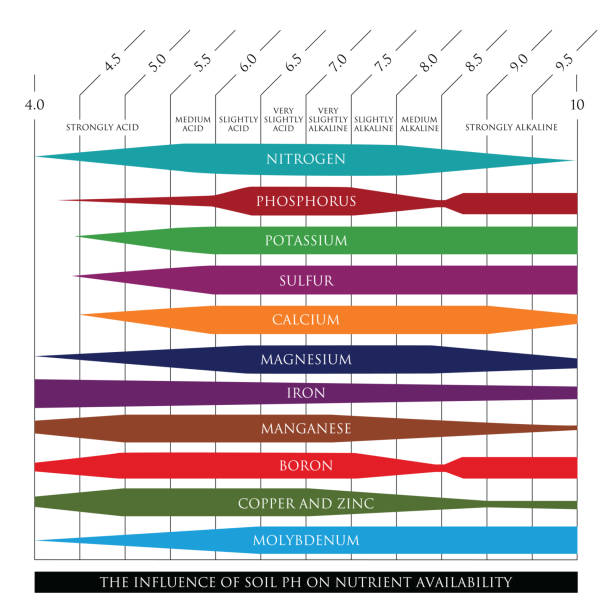 4.0
4.5
5.0
5.5
6.0
6.5
7.0
7.5
8.0
8.5
9.0
9.5
10
STRONGLY ACID
MEDIUM
ACID
SLIGHTLY
ACID
VERY
SLIGHTLY
ACID
VERY
SLIGHTLY
ALKALINE
SLIGHTLY
ALKALINE
MEDIUM
ALKALINE
STRONGLY ALKALINE
NITROGEN
PHOSPHORUS
POTASSIUM
SULFUR
CALCIUM
MAGNESIUM
IRON
MANGANESE
BORON
COPPER AND ZINC
MOLYBDENUM
THE INFLUENCE OF SOIL PH ON NUTRIENT AVAILABILITY